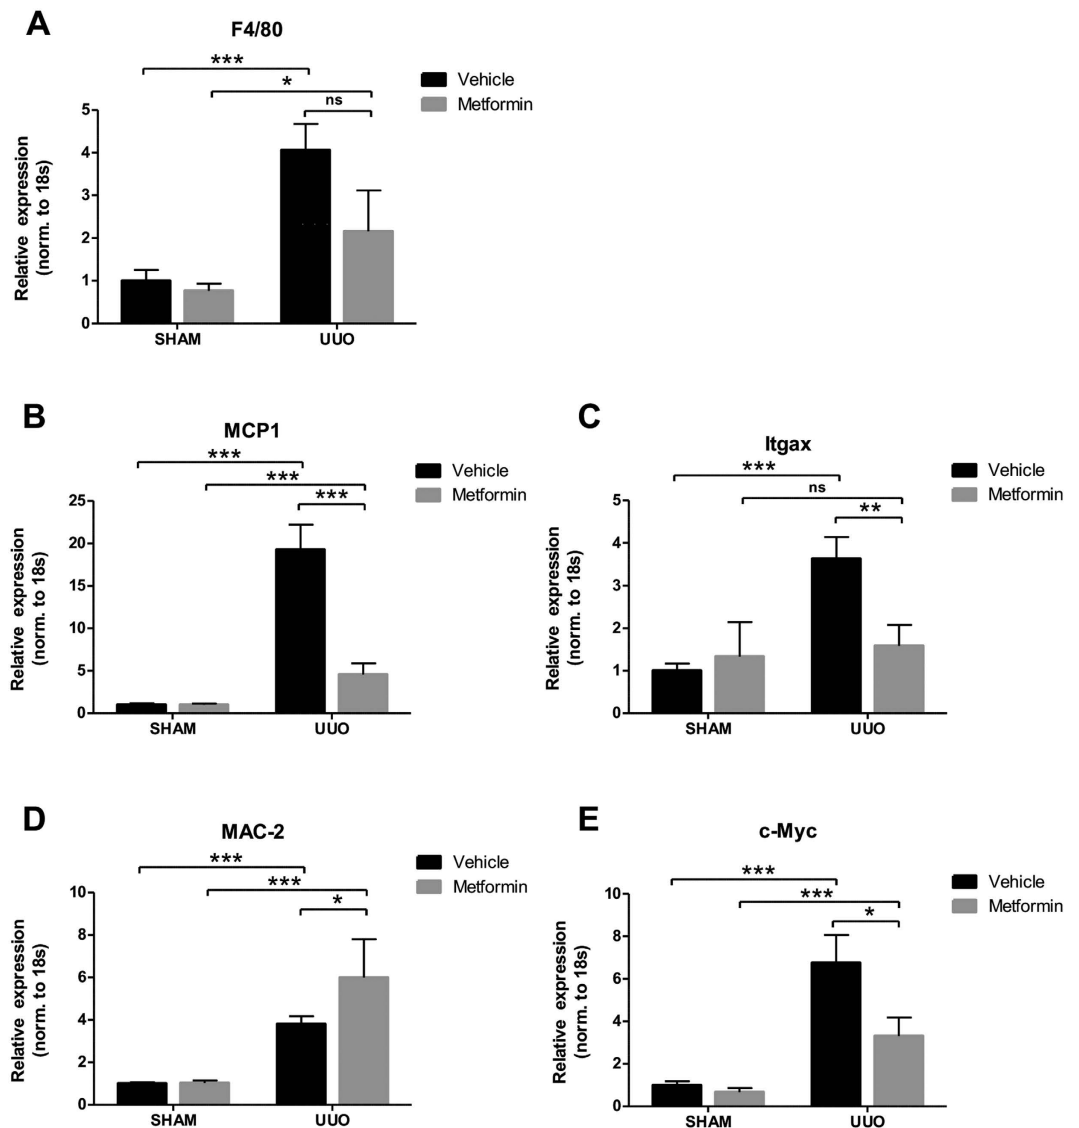 A
F4/80
***
*
ns
Vehicle
Metformin
Relative expression
(norm. to 18s)
5
4
3
2
1
0
SHAM
UUO
B
MCP1
***
***
***
Vehicle
Metformin
Relative expression
(norm. to 18s)
25
20
15
10
5
0
SHAM
UUO
C
Itgax
***
ns
**
Vehicle
Metformin
Relative expression
(norm. to 18s)
5
4
3
2
1
0
SHAM
UUO
D
MAC-2
***
***
*
Vehicle
Metformin
Relative expression
(norm. to 18s)
10
8
6
4
2
0
SHAM
UUO
E
c-Myc
***
***
*
Vehicle
Metformin
Relative expression
(norm. to 18s)
10
8
6
4
2
0
SHAM
UUO